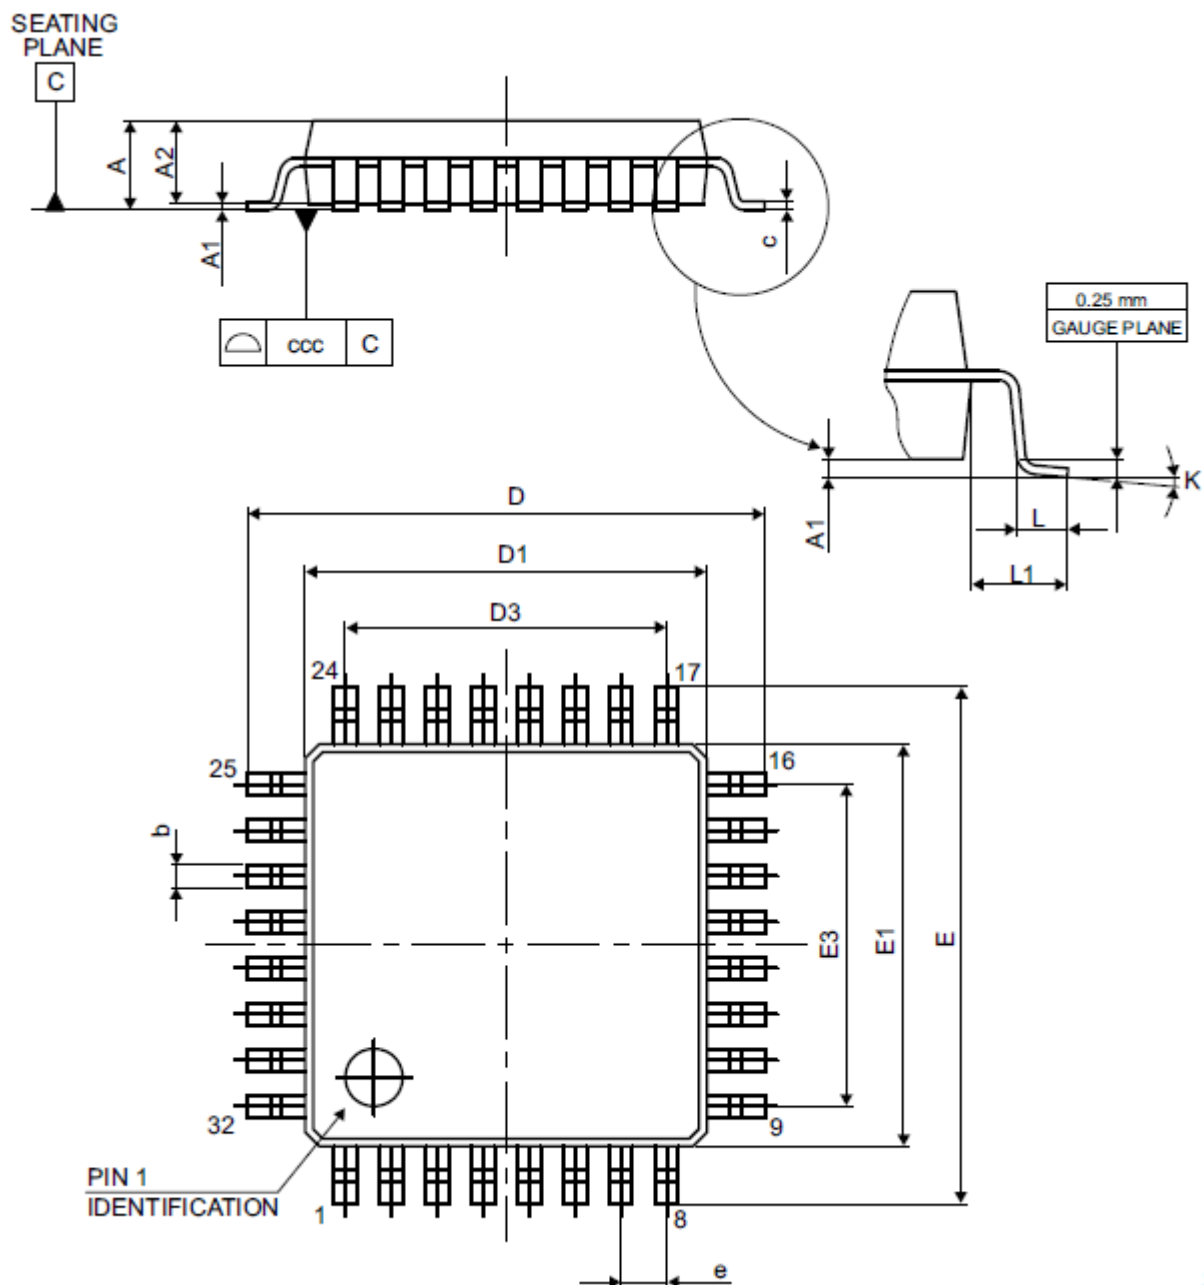 SEATING
PLANE
C
A
A2
A1
c
ccc
C
0.25 mm
GAUGE PLANE
K
A1
L
L1
D
D1
D3
24
17
25
16
b
E3
E1
E
32
9
PIN 1
IDENTIFICATION
1
8
e